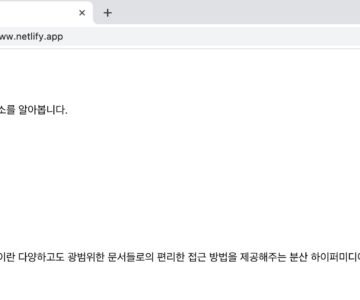 ww.netlify.app
소를 알아봅니다.
이란 다양하고도 광범위한 문서들로의 편리한 접근 방법을 제공해주는 분산 하이퍼미디어